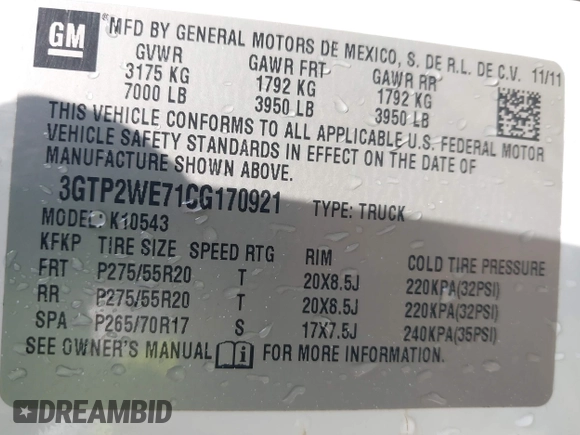 GM
MFD BY GENERAL MOTORS DE MEXICO, S. DE R.L. DE C.V. 11/11
GVWR GAWR FRT GAWR RR
3175 KG 1792 KG 1792 KG
7000 LB 3950 LB 3950 LB
THIS VEHICLE CONFORMS TO ALL APPLICABLE U.S. FEDERAL MOTOR
VEHICLE SAFETY STANDARDS IN EFFECT ON THE DATE OF
MANUFACTURE SHOWN ABOVE.
3GTP2WE71CG170921 TYPE: TRUCK
MODEL: K10543
KFKP TIRE SIZE SPEED RTG RIM COLD TIRE PRESSURE
FRT P275/55R20 T 20X8.5J 220KPA(32PSI)
RR P275/55R20 T 20X8.5J 220KPA(32PSI)
SPA P265/70R17 S 17X7.5J 240KPA(35PSI)
SEE OWNER'S MANUAL FOR MORE INFORMATION.
DREAMBID